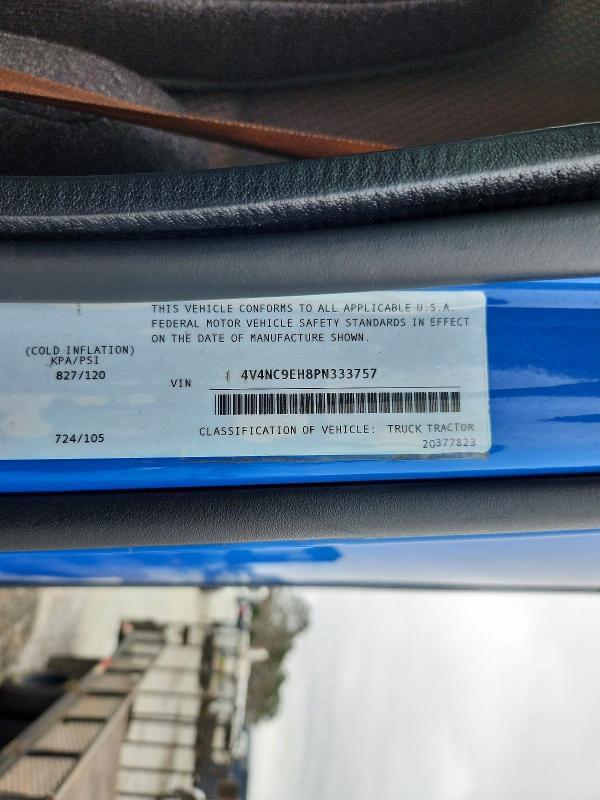 THIS VEHICLE CONFORMS TO ALL APPLICABLE U.S.A.
FEDERAL MOTOR VEHICLE SAFETY STANDARDS IN EFFECT
ON THE DATE OF MANUFACTURE SHOWN.
(COLD INFLATION)
KPA/PSI
827/120
VIN 4V4NC9EH8PN333757
724/105
CLASSIFICATION OF VEHICLE: TRUCK TRACTOR
20377823